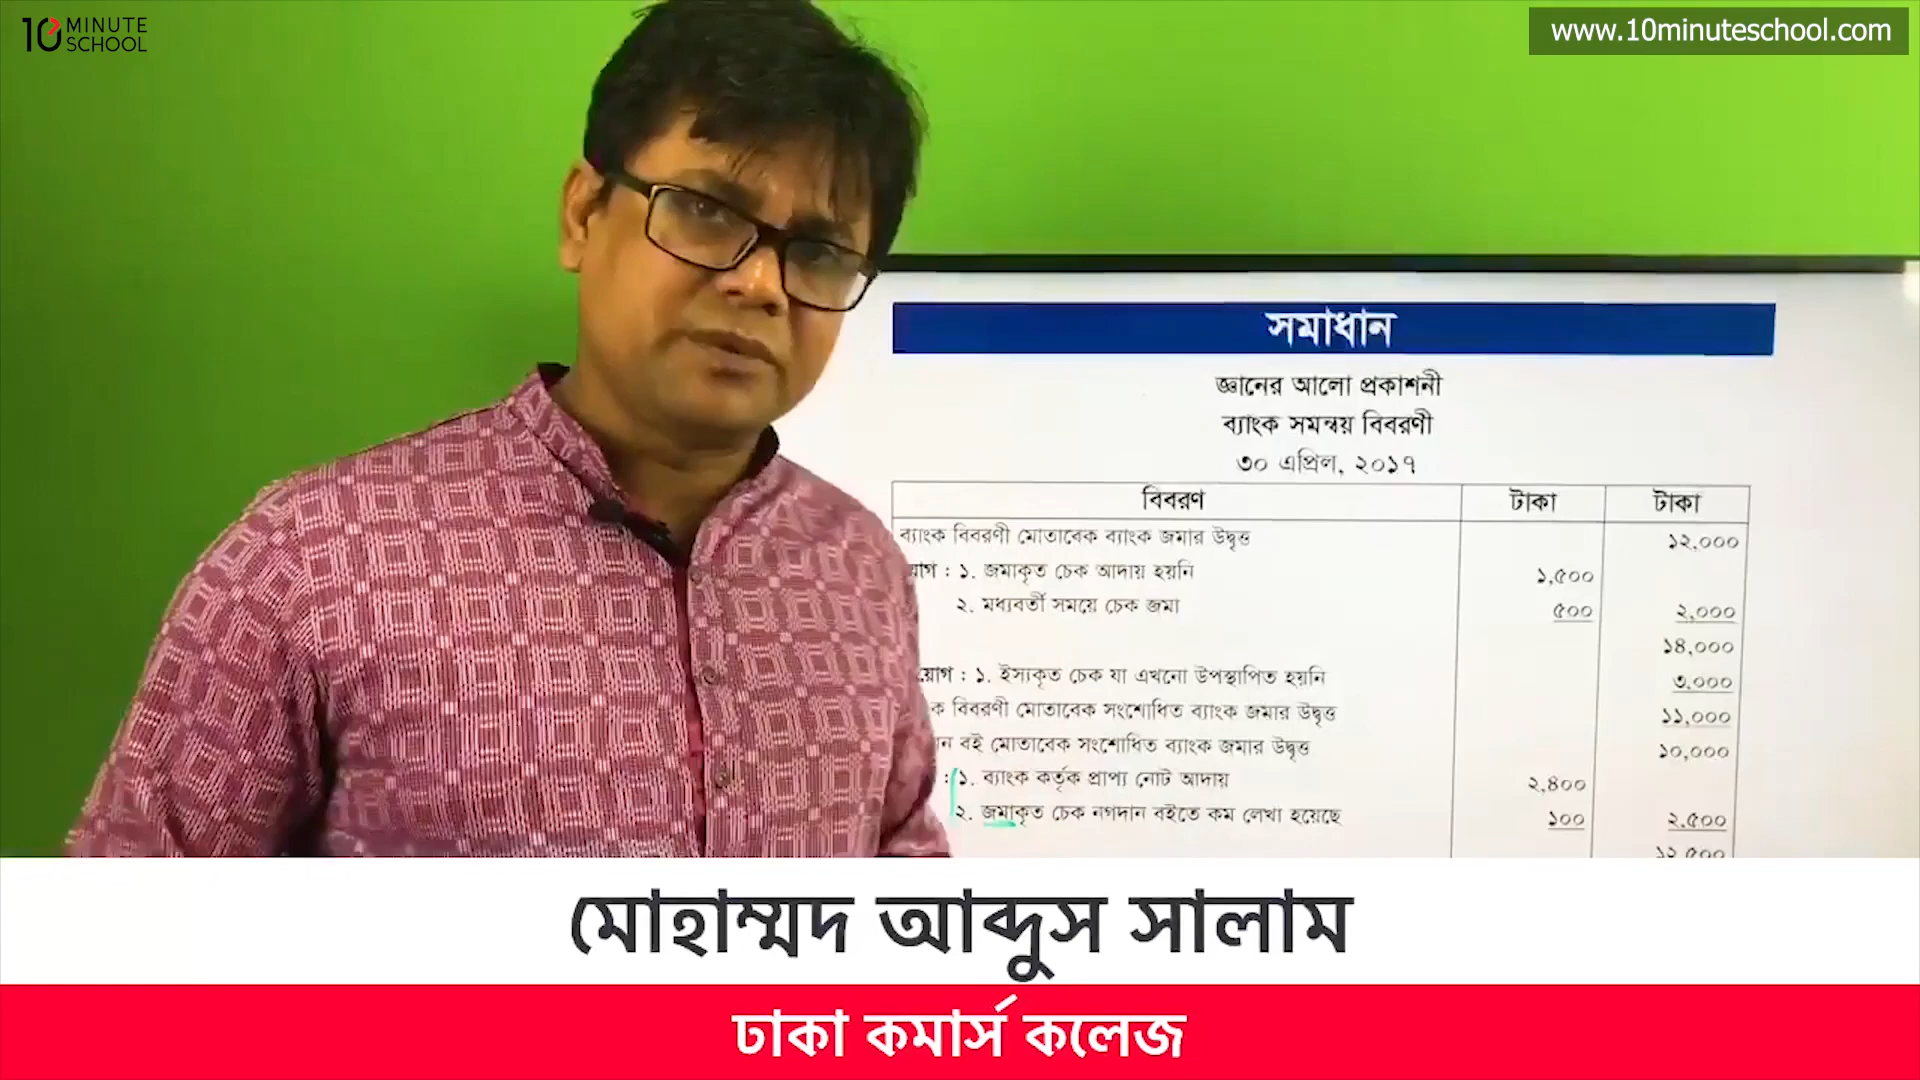 10 MINUTE SCHOOL
www.10minuteschool.com
সমাধান
জ্ঞানের আলো প্রকাশনী
ব্যাংক সমন্বয় বিবরণী
৩০ এপ্রিল, ২০১৭
বিবরণ টাকা টাকা
ব্যাংক বিবরণী মোতাবেক ব্যাংক জমার উদ্বৃত্ত ১২,০০০
১. জমাকৃত চেক আদায় হয়নি ১,৫০০
২. মধ্যবর্তী সময়ে চেক জমা ৫০০ ২,০০০
১৪,০০০
১. ইস্যকৃত চেক যা এখনো উপস্থাপিত হয়নি ৩,০০০
বিবরণী মোতাবেক সংশোধিত ব্যাংক জমার উদ্বৃত্ত ১১,০০০
বই মোতাবেক সংশোধিত ব্যাংক জমার উদ্বৃত্ত ১০,০০০
: ১. ব্যাংক কর্তৃক প্রাপ্য নোট আদায় ২,৪০০
২. জমাকৃত চেক নগদান বইতে কম লেখা হয়েছে ১০০ ২,৫০০
১২,৫০০
মোহাম্মদ আব্দুস সালাম
ঢাকা কমার্স কলেজ